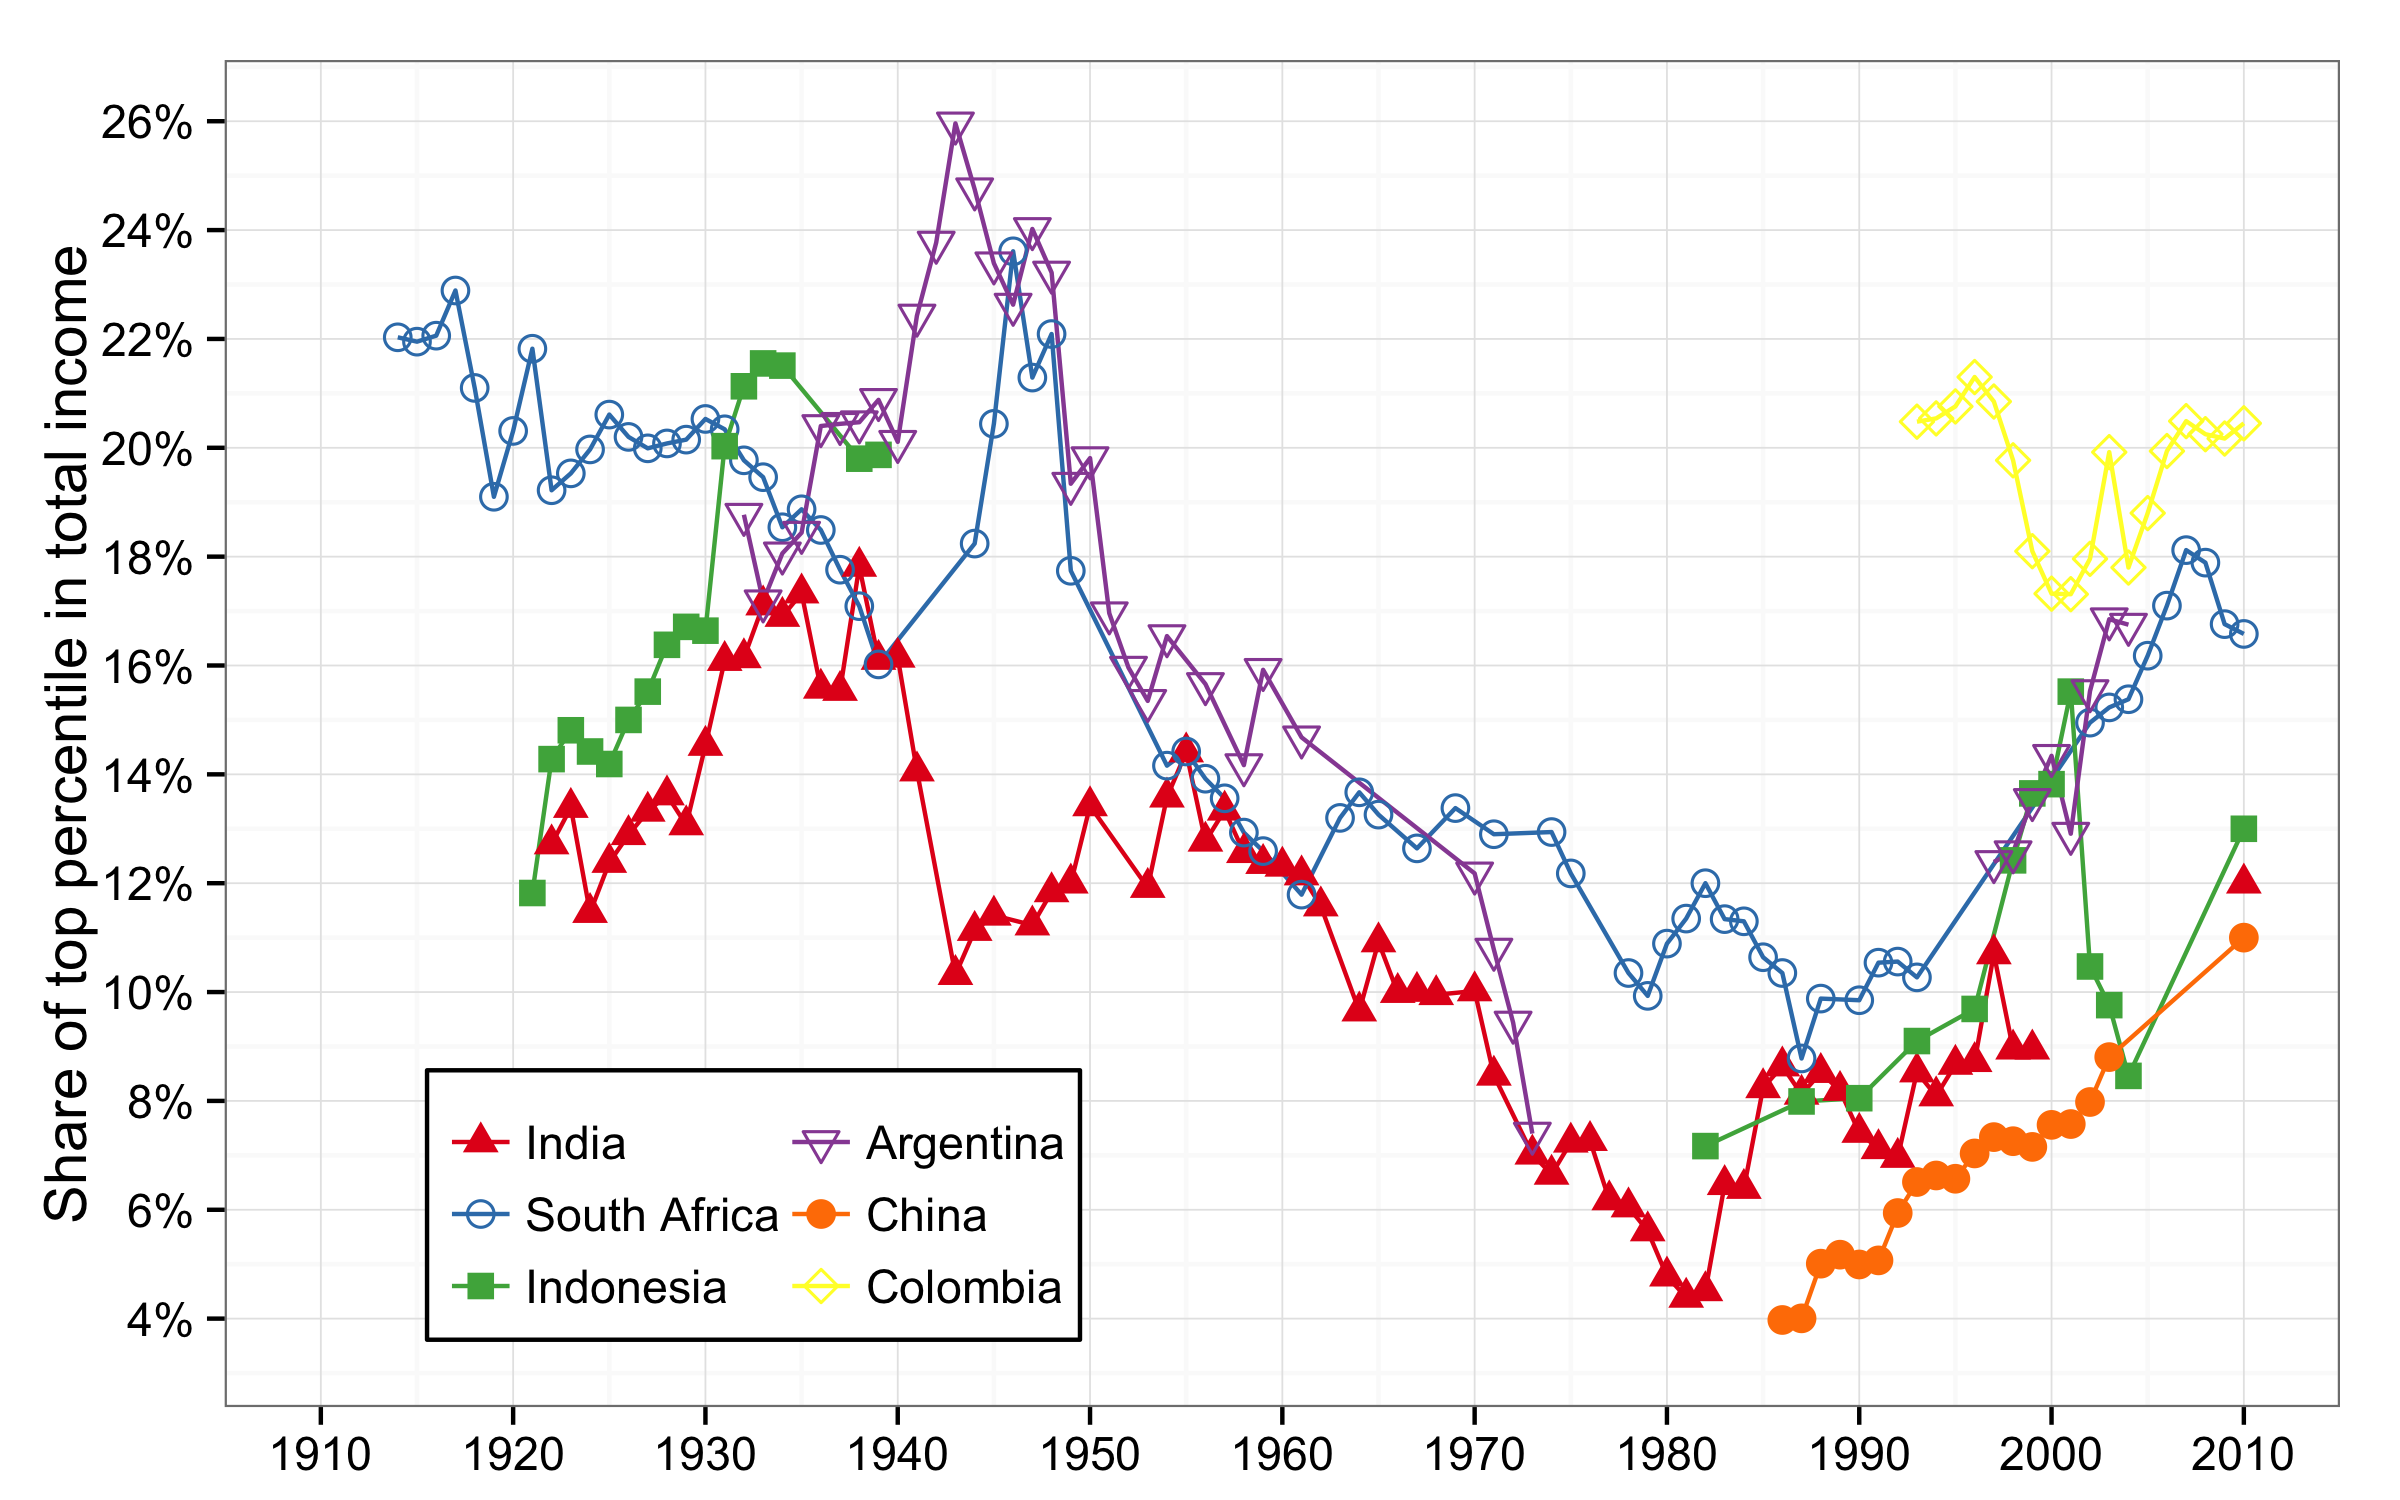 Share of top percentile in total income
26%
24%
22%
20%
18%
16%
14%
12%
10%
8%
6%
4%
India
South Africa
Indonesia
Argentina
China
Colombia
1910 1920 1930 1940 1950 1960 1970 1980 1990 2000 2010